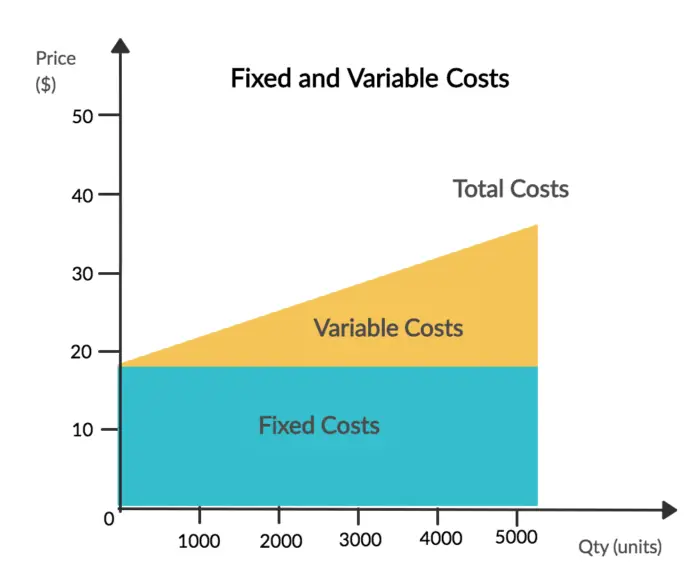 Price
($)
Fixed and Variable Costs
50
40
30
20
10
0
Total Costs
Variable Costs
Fixed Costs
1000
2000
3000
4000
5000
Qty (units)